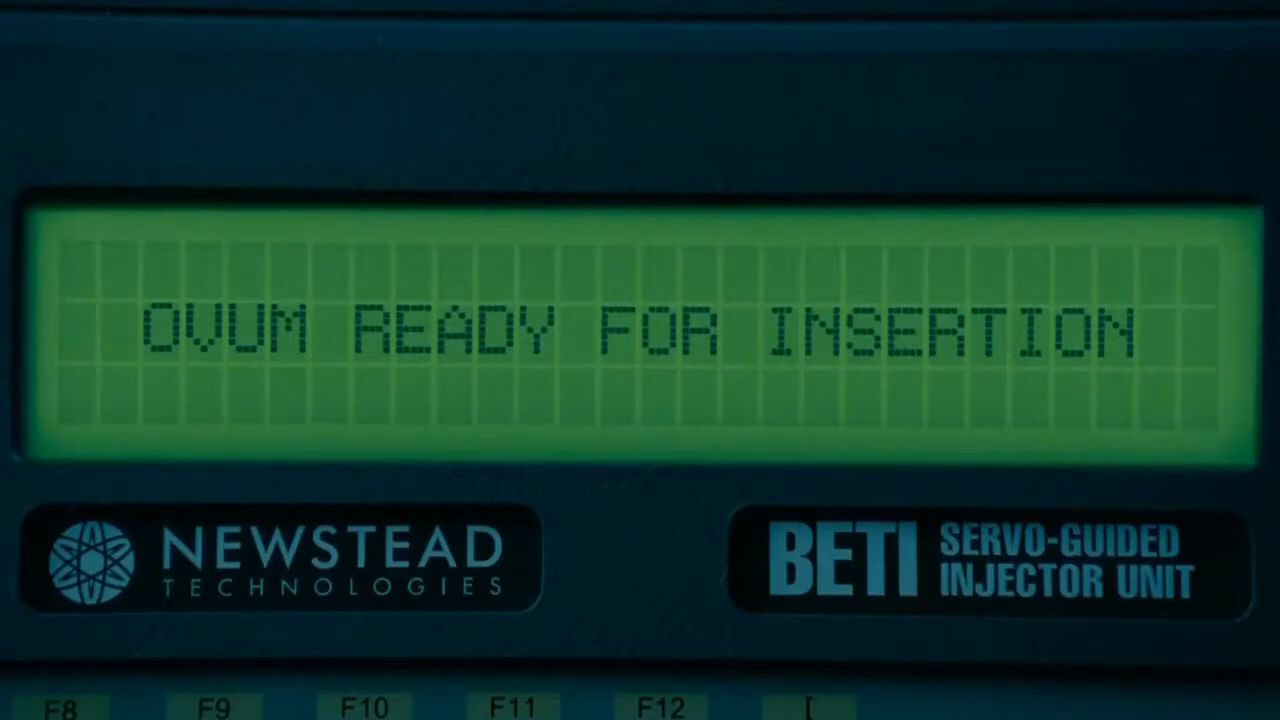 OVUM READY FOR INSERTION
NEWSTEAD
TECHNOLOGIES
BETI
SERVO-GUIDED
INJECTOR UNIT
F8 F9 F10 F11 F12 [